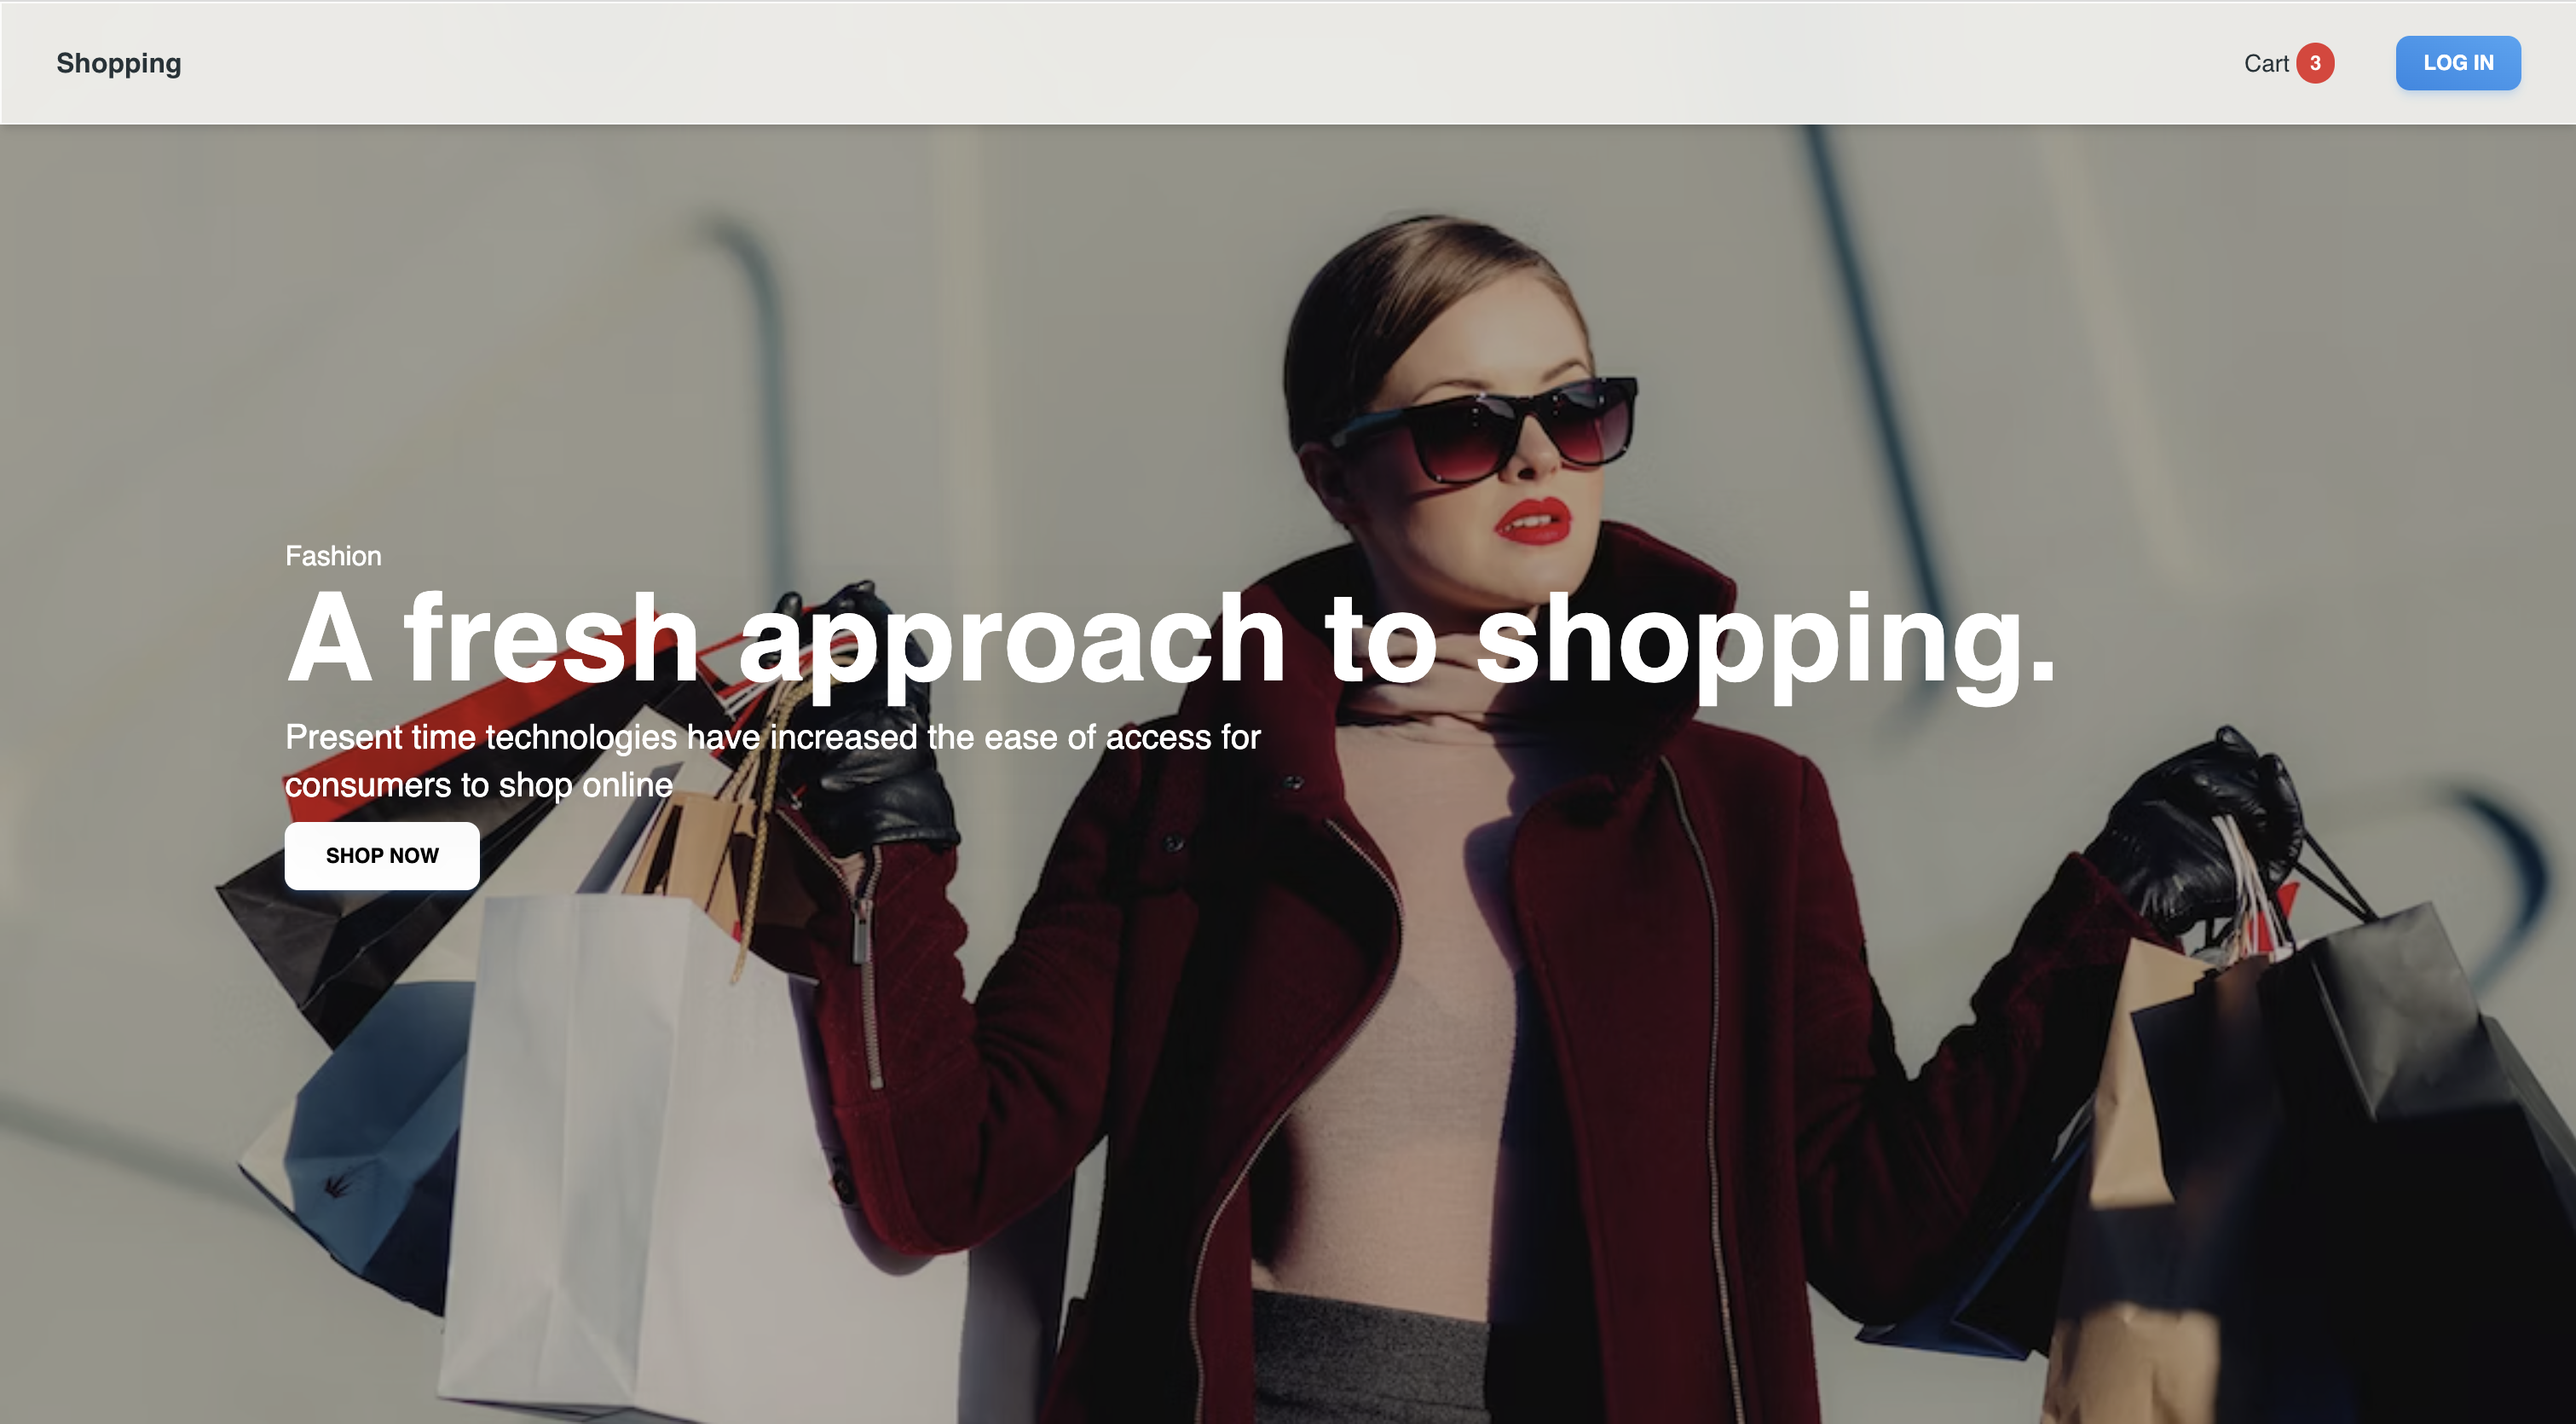 Shopping
Cart 3
LOG IN
Fashion
A fresh approach to shopping.
Present time technologies have increased the ease of access for
consumers to shop online
SHOP NOW